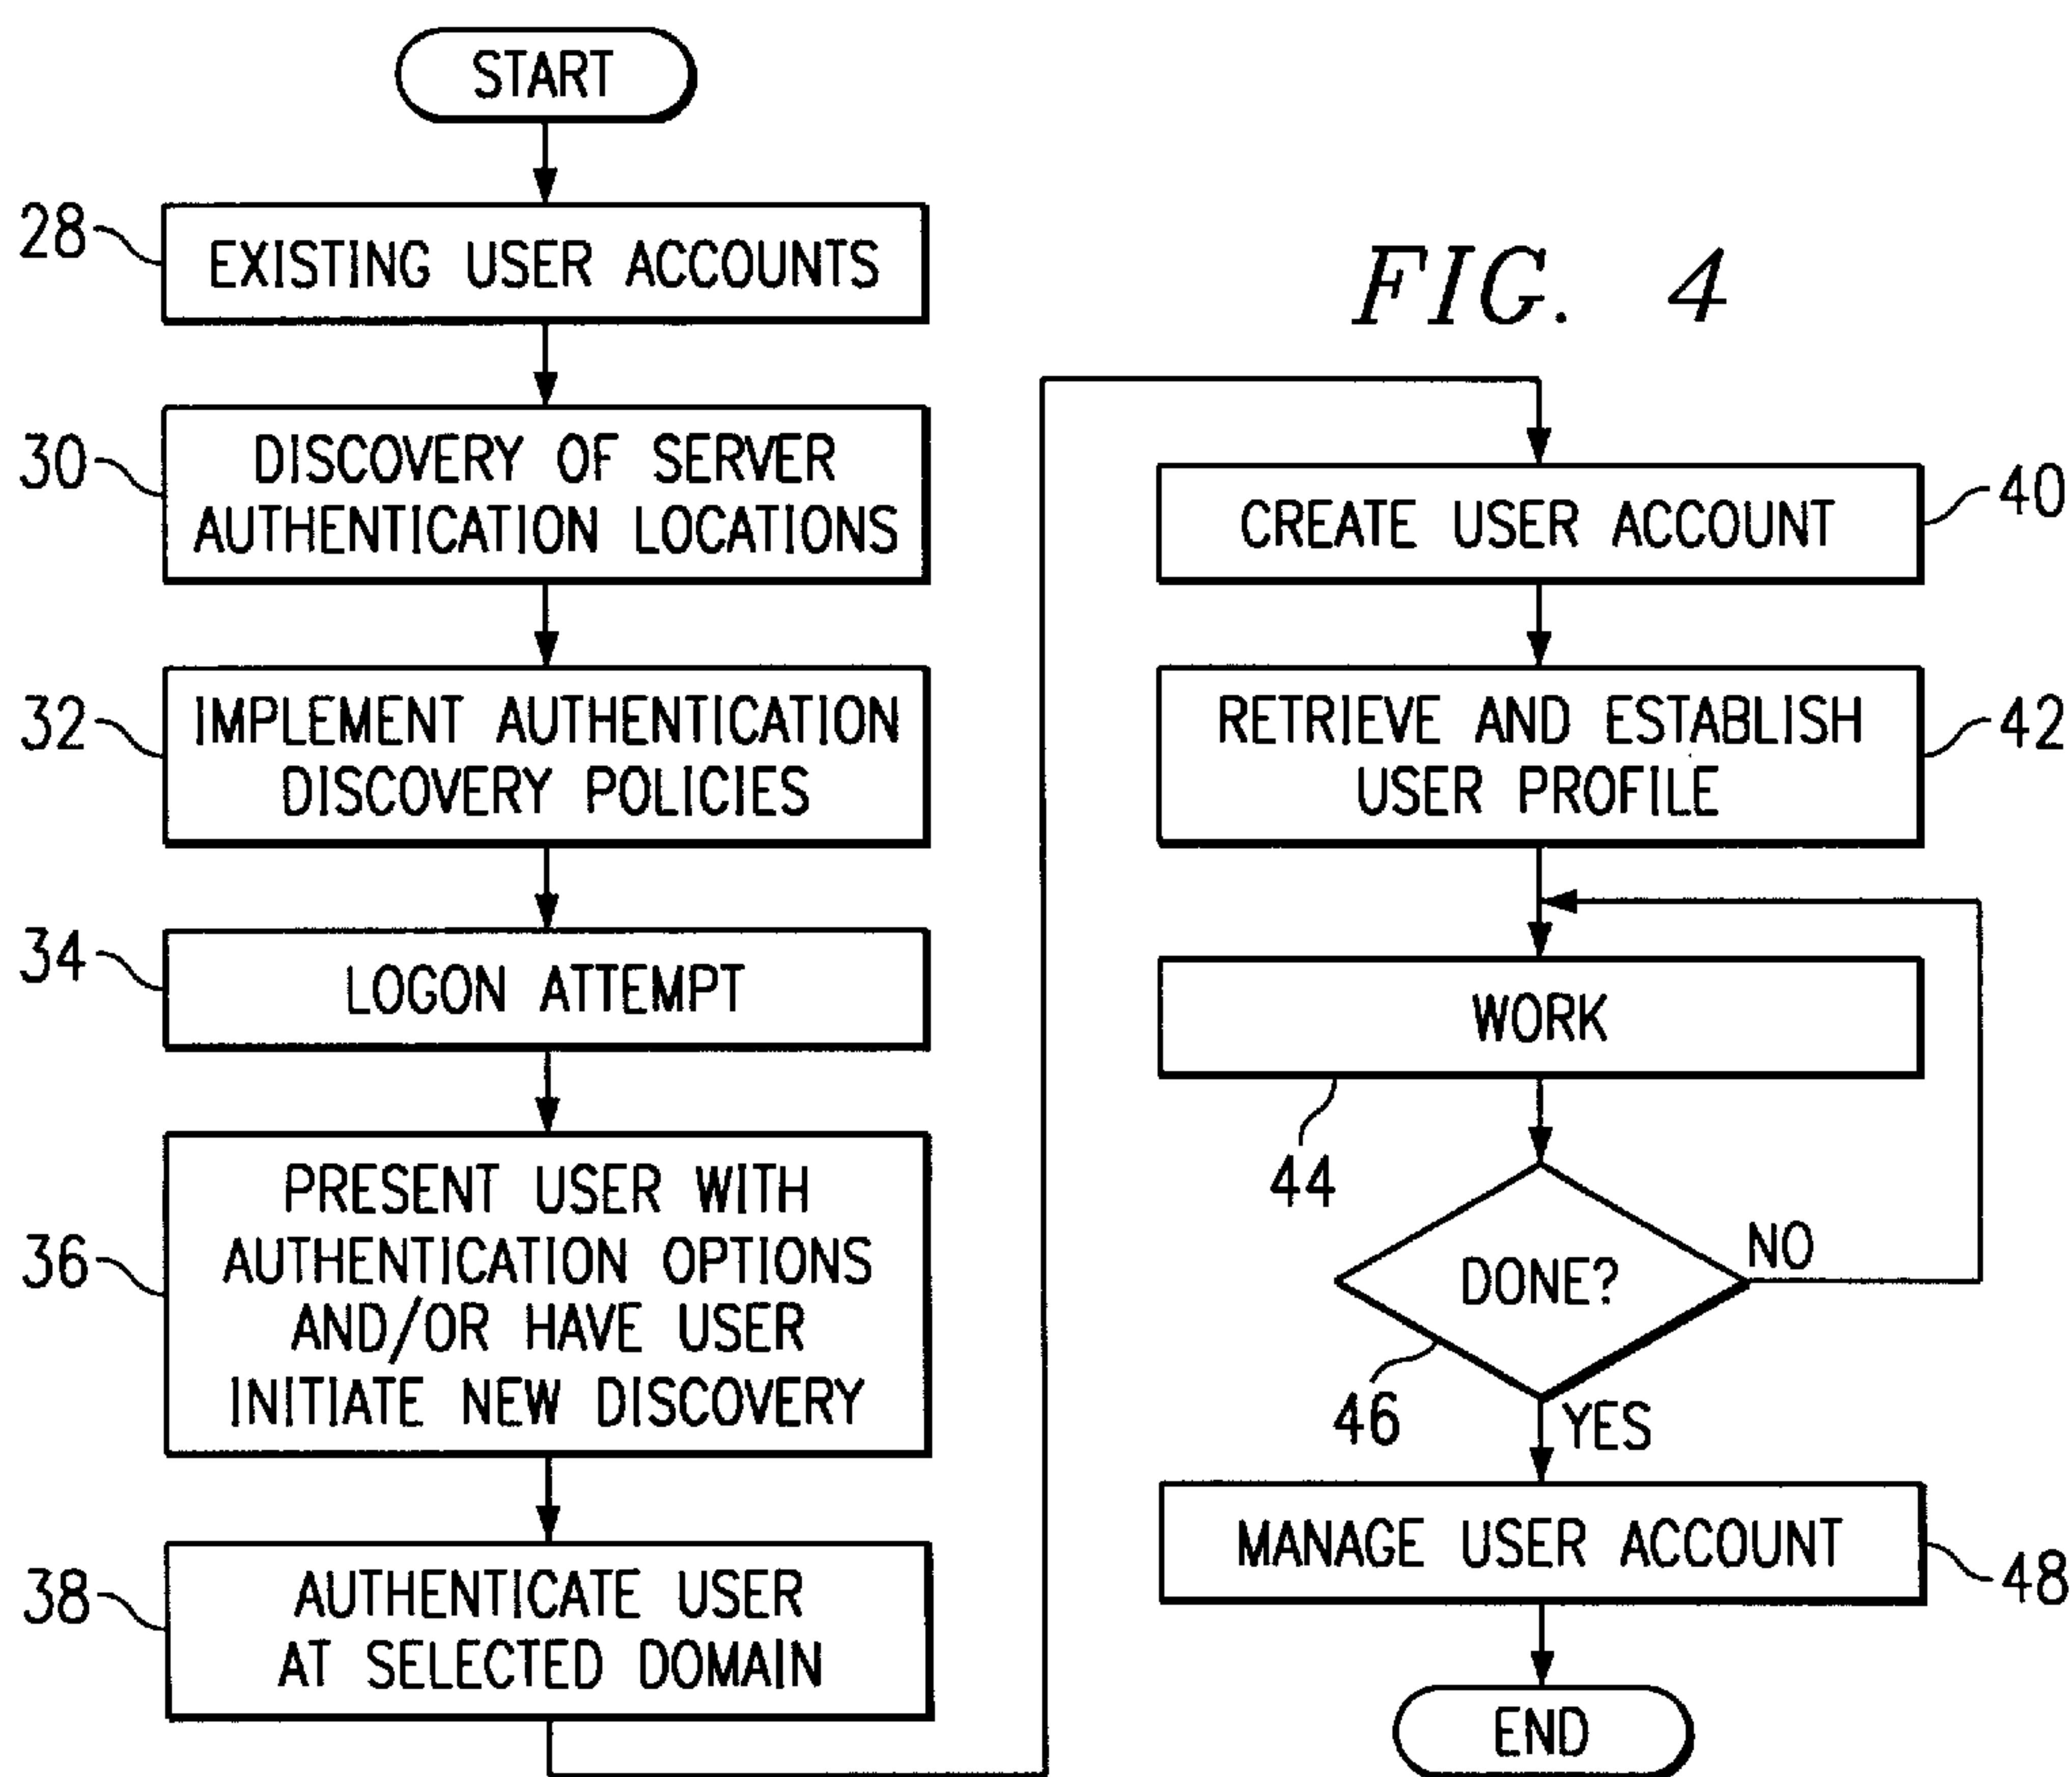 START
28
EXISTING USER ACCOUNTS
30
DISCOVERY OF SERVER
AUTHENTICATION LOCATIONS
32
IMPLEMENT AUTHENTICATION
DISCOVERY POLICIES
34
LOGON ATTEMPT
36
PRESENT USER WITH
AUTHENTICATION OPTIONS
AND/OR HAVE USER
INITIATE NEW DISCOVERY
38
AUTHENTICATE USER
AT SELECTED DOMAIN
FIG. 4
CREATE USER ACCOUNT
40
RETRIEVE AND ESTABLISH
USER PROFILE
42
WORK
44
DONE?
NO
46
YES
MANAGE USER ACCOUNT
48
END